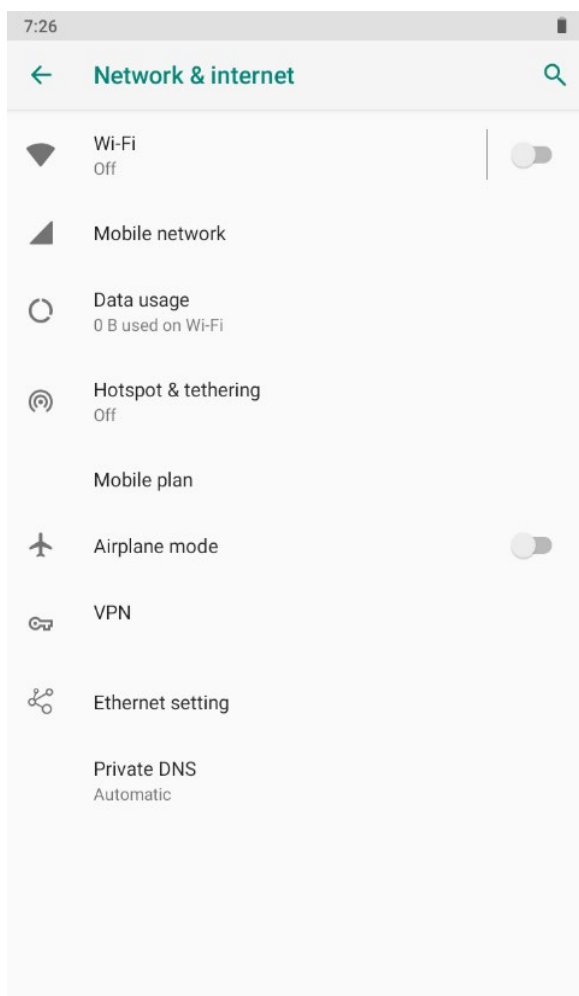 7:26
Network & internet
Wi-Fi
Off
Mobile network
Data usage
0 B used on Wi-Fi
Hotspot & tethering
Off
Mobile plan
Airplane mode
VPN
Ethernet setting
Private DNS
Automatic